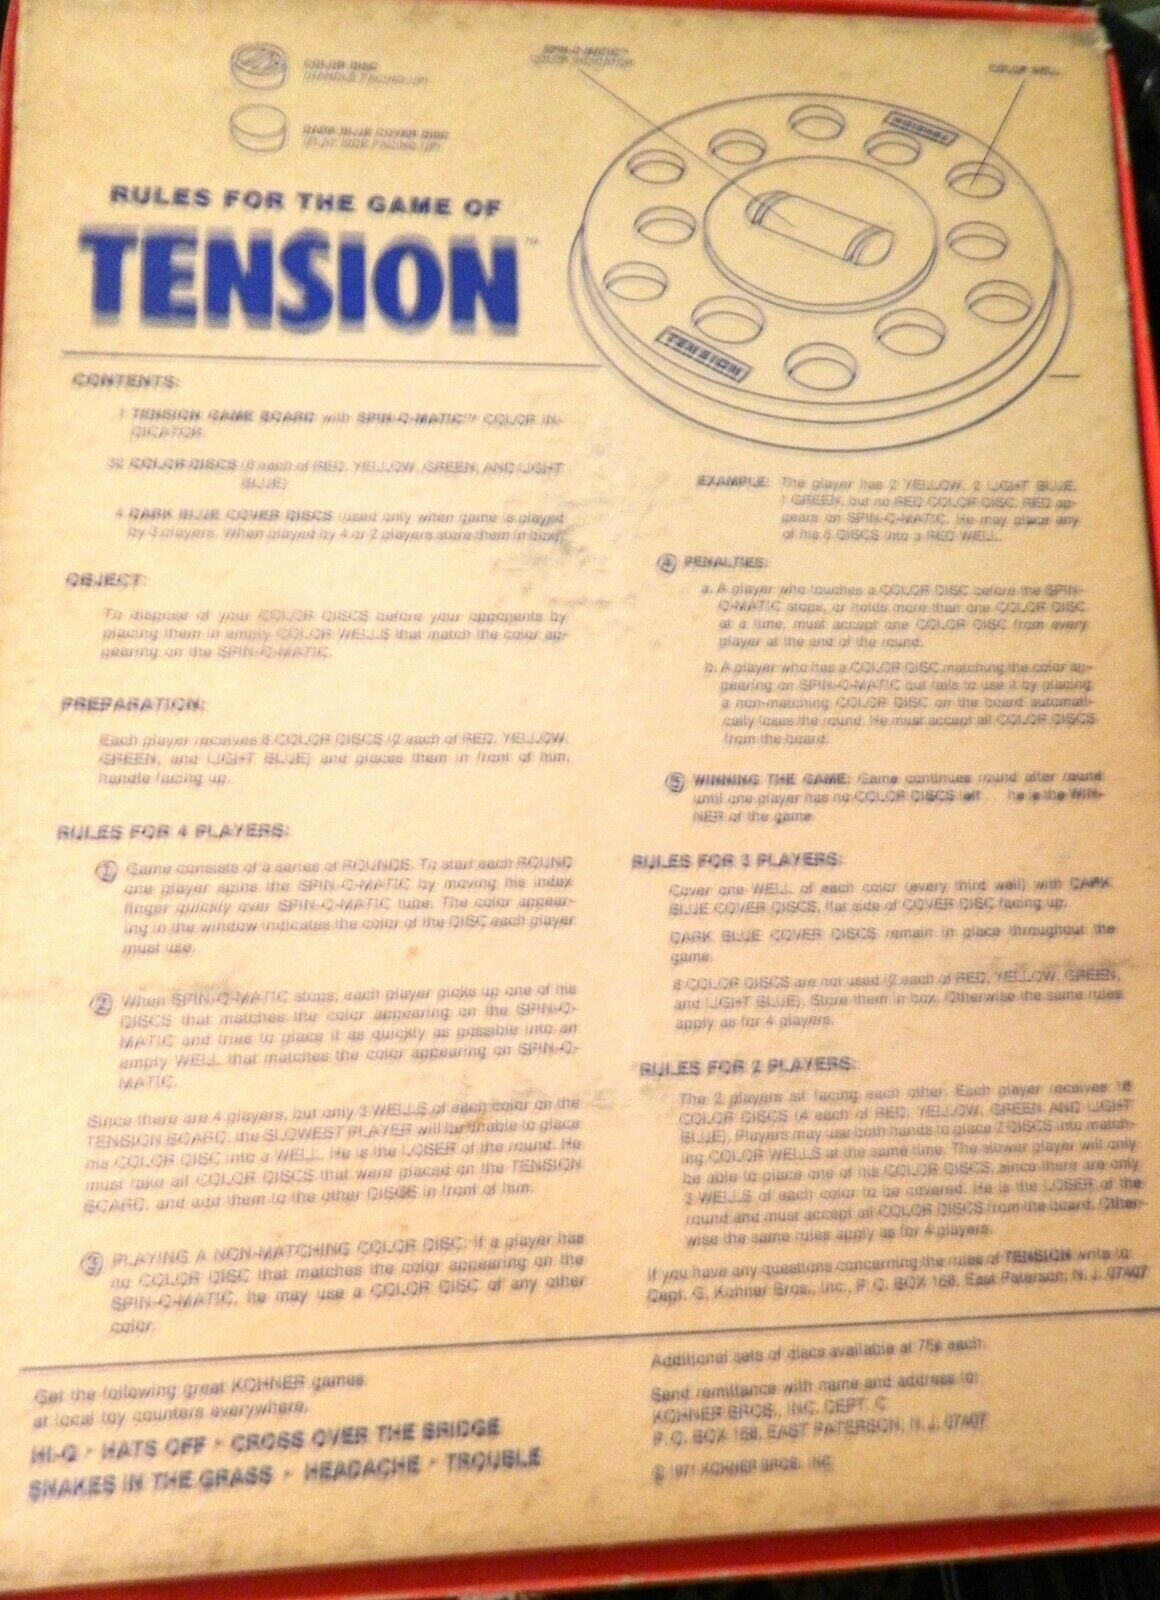 COLOR DISC
(HANDLE FACING UP)
DARK BLUE COVER DISC
(FLAT SIDE FACING UP)
SPIN-O-MATIC™
COLOR INDICATOR
COLOR WELL
TENSION
TENSION
RULES FOR THE GAME OF
TENSION™
CONTENTS:
1 TENSION GAME BOARD with SPIN-O-MATIC™ COLOR IN-
DICATOR
32 COLOR DISCS (8 each of RED, YELLOW, GREEN, AND LIGHT
BLUE)
4 DARK BLUE COVER DISCS (used only when game is played
by 3 players. When played by 4 or 2 players store them in box).
OBJECT:
To dispose of your COLOR DISCS before your opponents by
placing them in empty COLOR WELLS that match the color ap-
pearing on the SPIN-O-MATIC.
PREPARATION:
Each player receives 8 COLOR DISCS (2 each of RED, YELLOW,
GREEN, and LIGHT BLUE) and places them in front of him,
handle facing up.
RULES FOR 4 PLAYERS:
1 Game consists of a series of ROUNDS. To start each ROUND
one player spins the SPIN-O-MATIC by moving his index
finger quickly over SPIN-O-MATIC tube. The color appear-
ing in the window indicates the color of the DISC each player
must use.
2 When SPIN-O-MATIC stops, each player picks up one of his
DISCS that matches the color appearing on the SPIN-O-
MATIC and tries to place it as quickly as possible into an
empty WELL that matches the color appearing on SPIN-O-
MATIC.
Since there are 4 players, but only 3 WELLS of each color on the
TENSION BOARD, the SLOWEST PLAYER will be unable to place
his COLOR DISC into a WELL. He is the LOSER of the round. He
must take all COLOR DISCS that were placed on the TENSION
BOARD, and add them to the other DISCS in front of him.
3 PLAYING A NON-MATCHING COLOR DISC: If a player has
no COLOR DISC that matches the color appearing on the
SPIN-O-MATIC, he may use a COLOR DISC of any other
color.
EXAMPLE: The player has 2 YELLOW, 2 LIGHT BLUE,
1 GREEN, but no RED COLOR DISC. RED ap-
pears on SPIN-O-MATIC. He may place any
of his 5 DISCS into a RED WELL.
4 PENALTIES:
a. A player who touches a COLOR DISC before the SPIN-
O-MATIC stops, or holds more than one COLOR DISC
at a time, must accept one COLOR DISC from every
player at the end of the round.
b. A player who has a COLOR DISC matching the color ap-
pearing on SPIN-O-MATIC but fails to use it by placing
a non-matching COLOR DISC on the board automati-
cally loses the round. He must accept all COLOR DISCS
from the board.
5 WINNING THE GAME: Game continues round after round
until one player has no COLOR DISCS left . . . he is the WIN-
NER of the game.
RULES FOR 3 PLAYERS:
Cover one WELL of each color (every third well) with DARK
BLUE COVER DISCS, flat side of COVER DISC facing up.
DARK BLUE COVER DISCS remain in place throughout the
game.
8 COLOR DISCS are not used (2 each of RED, YELLOW, GREEN,
and LIGHT BLUE). Store them in box. Otherwise the same rules
apply as for 4 players.
RULES FOR 2 PLAYERS:
The 2 players sit facing each other. Each player receives 16
COLOR DISCS (4 each of RED, YELLOW, GREEN AND LIGHT
BLUE). Players may use both hands to place 2 DISCS into match-
ing COLOR WELLS at the same time. The slower player will only
be able to place one of his COLOR DISCS, since there are only
3 WELLS of each color to be covered. He is the LOSER of the
round and must accept all COLOR DISCS from the board. Other-
wise the same rules apply as for 4 players.
If you have any questions concerning the rules of TENSION write to:
Dept. G, Kohner Bros., Inc., P.O. BOX 168, East Paterson, N.J. 07407
Get the following great KOHNER games
at local toy counters everywhere.
HI-Q • HATS OFF • CROSS OVER THE BRIDGE
SNAKES IN THE GRASS • HEADACHE • TROUBLE
Additional sets of discs available at 75¢ each.
Send remittance with name and address to:
KOHNER BROS., INC. DEPT. C
P.O. BOX 168, EAST PATERSON, N.J. 07407
© 1971 KOHNER BROS. INC.